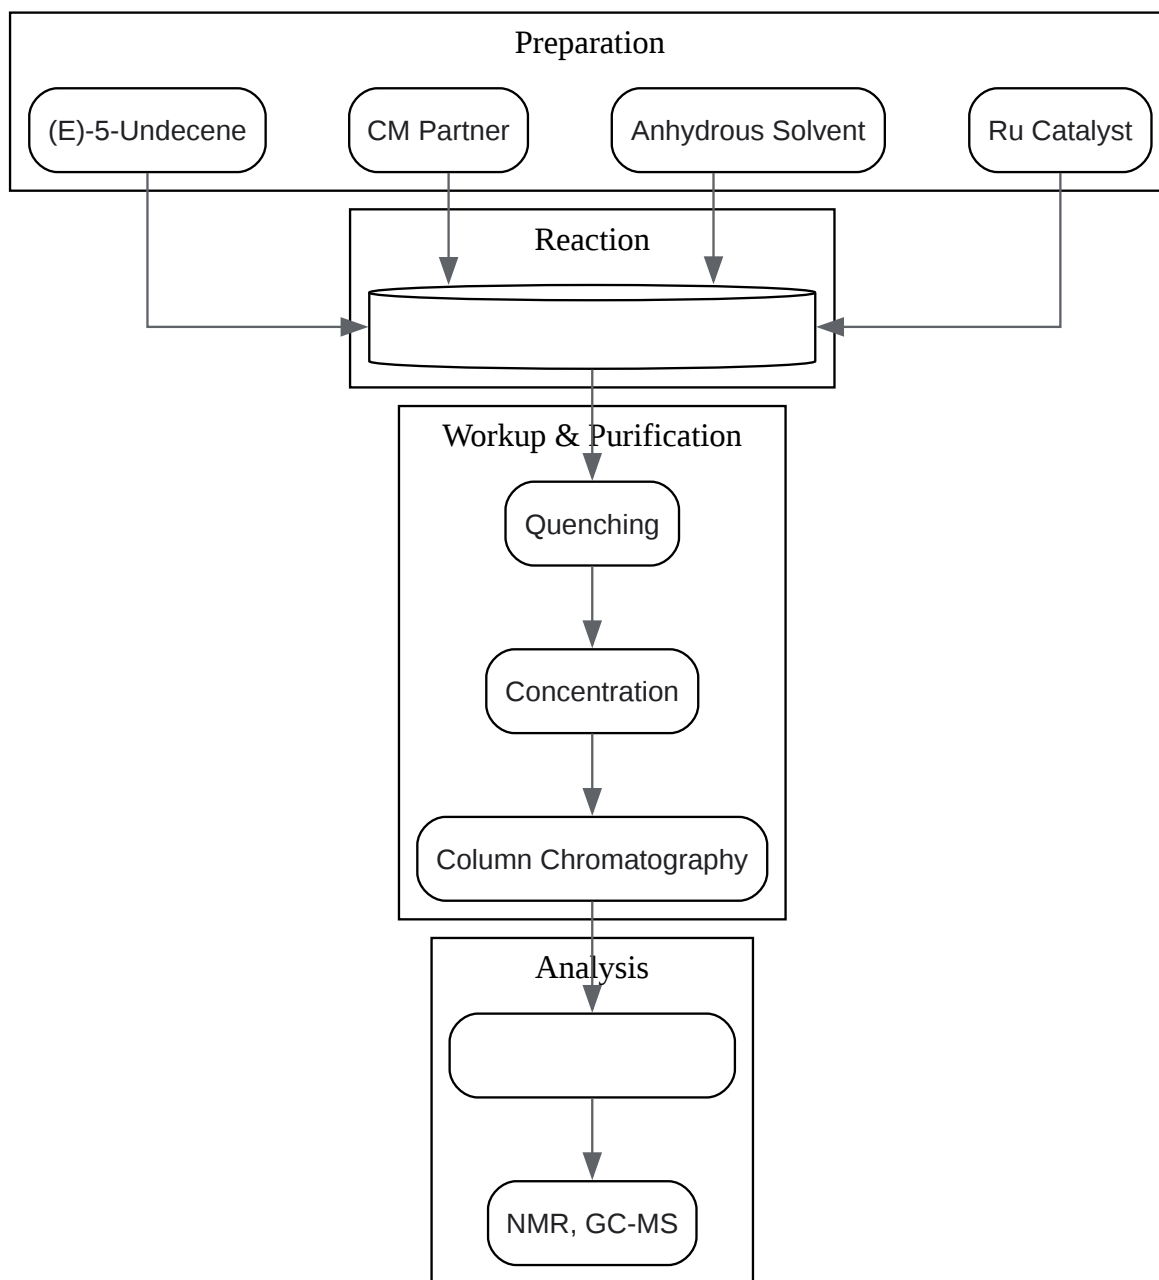 Preparation
(E)-5-Undecene
CM Partner
Anhydrous Solvent
Ru Catalyst
Reaction
Workup & Purification
Quenching
Concentration
Column Chromatography
Analysis
NMR, GC-MS